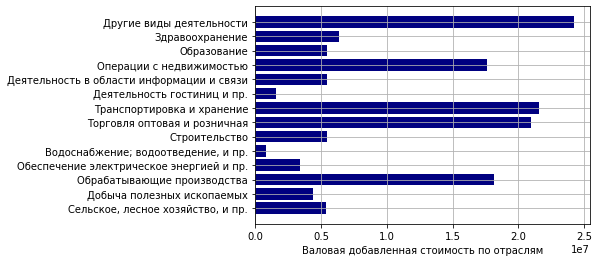 Другие виды деятельности
Здравоохранение
Образование
Операции с недвижимостью
Деятельность в области информации и связи
Деятельность гостиниц и пр.
Транспортировка и хранение
Торговля оптовая и розничная
Строительство
Водоснабжение; водоотведение, и пр.
Обеспечение электрическое энергией и пр.
Обрабатывающие производства
Добыча полезных ископаемых
Сельское, лесное хозяйство, и пр.
0.0 0.5 1.0 1.5 2.0 2.5
Валовая добавленная стоимость по отраслям 1e7